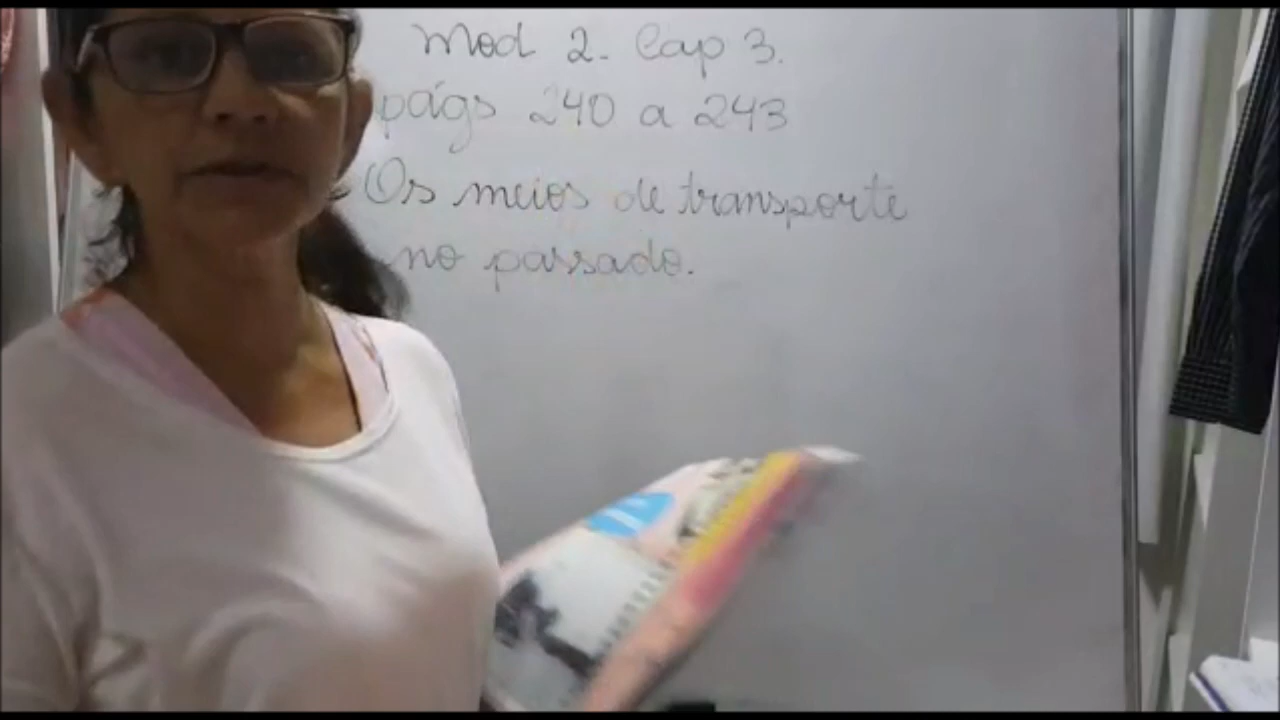 Mod 2. Cap 3.
págs 240 a 243
Os meios de transporte
no passado.